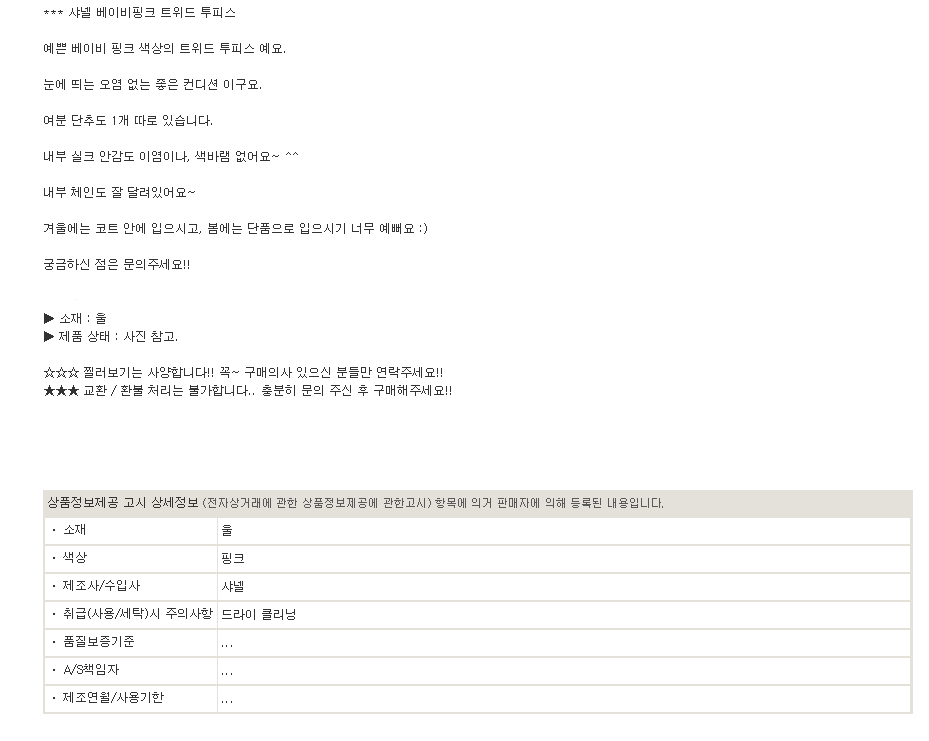 *** 샤넬 베이비핑크 트위드 투피스
예쁜 베이비 핑크 색상의 트위드 투피스 예요.
눈에 띄는 오염 없는 좋은 컨디션 이구요.
여분 단추도 1개 따로 있습니다.
내부 실크 안감도 이염이나, 색바램 없어요~ ^^
내부 체인도 잘 달려있어요~
겨울에는 코트 안에 입으시고, 봄에는 단품으로 입으시기 너무 예뻐요 :)
궁금하신 점은 문의주세요!!
▶ 소재 : 울
▶ 제품 상태 : 사진 참고.
☆☆☆ 찔러보기는 사양합니다!! 꼭~ 구매의사 있으신 분들만 연락주세요!!
★★★ 교환 / 환불 처리는 불가합니다.. 충분히 문의 주신 후 구매해주세요!!
상품정보제공 고시 상세정보 (전자상거래에 관한 상품정보제공에 관한고시) 항목에 의거 판매자에 의해 등록된 내용입니다.
· 소재 울
· 색상 핑크
· 제조사/수입사 샤넬
· 취급(사용/세탁)시 주의사항 드라이 클리닝
· 품질보증기준 ...
· A/S책임자 ...
· 제조연월/사용기한 ...